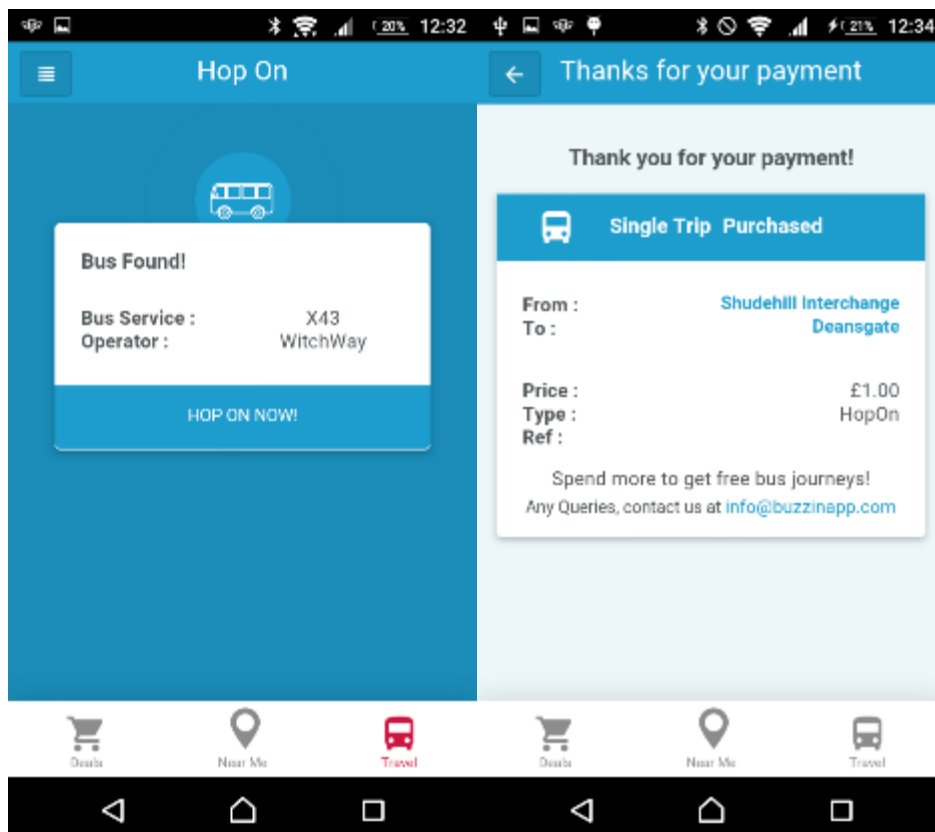 20% 12:32
Hop On
Bus Found!
Bus Service : X43
Operator : WitchWay
HOP ON NOW!
Deals Near Me Travel
21% 12:34
Thanks for your payment
Thank you for your payment!
Single Trip Purchased
From : Shudehill Interchange
To : Deansgate
Price : £1.00
Type : HopOn
Ref :
Spend more to get free bus journeys!
Any Queries, contact us at info@buzzinapp.com
Deals Near Me Travel